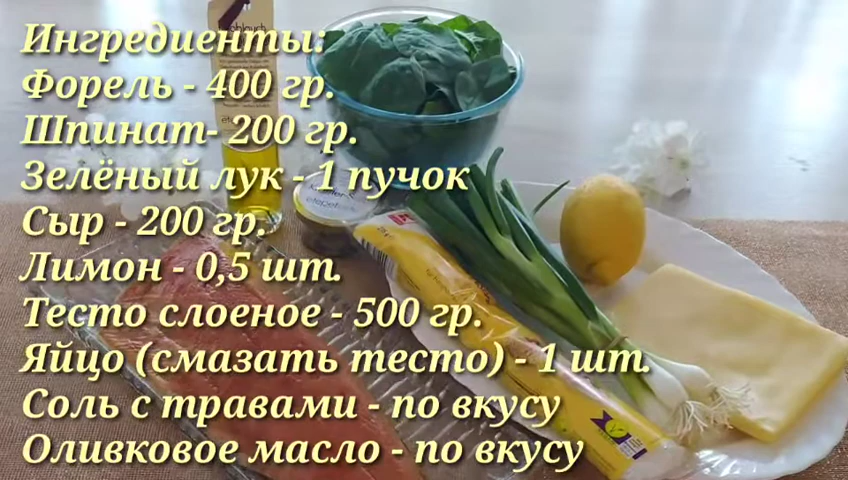 Ингредиенты:
Форель - 400 гр.
Шпинат- 200 гр.
Зелёный лук - 1 пучок
Сыр - 200 гр.
Лимон - 0,5 шт.
Тесто слоеное - 500 гр.
Яйцо (смазать тесто) - 1 шт.
Соль с травами - по вкусу
Оливковое масло - по вкусу